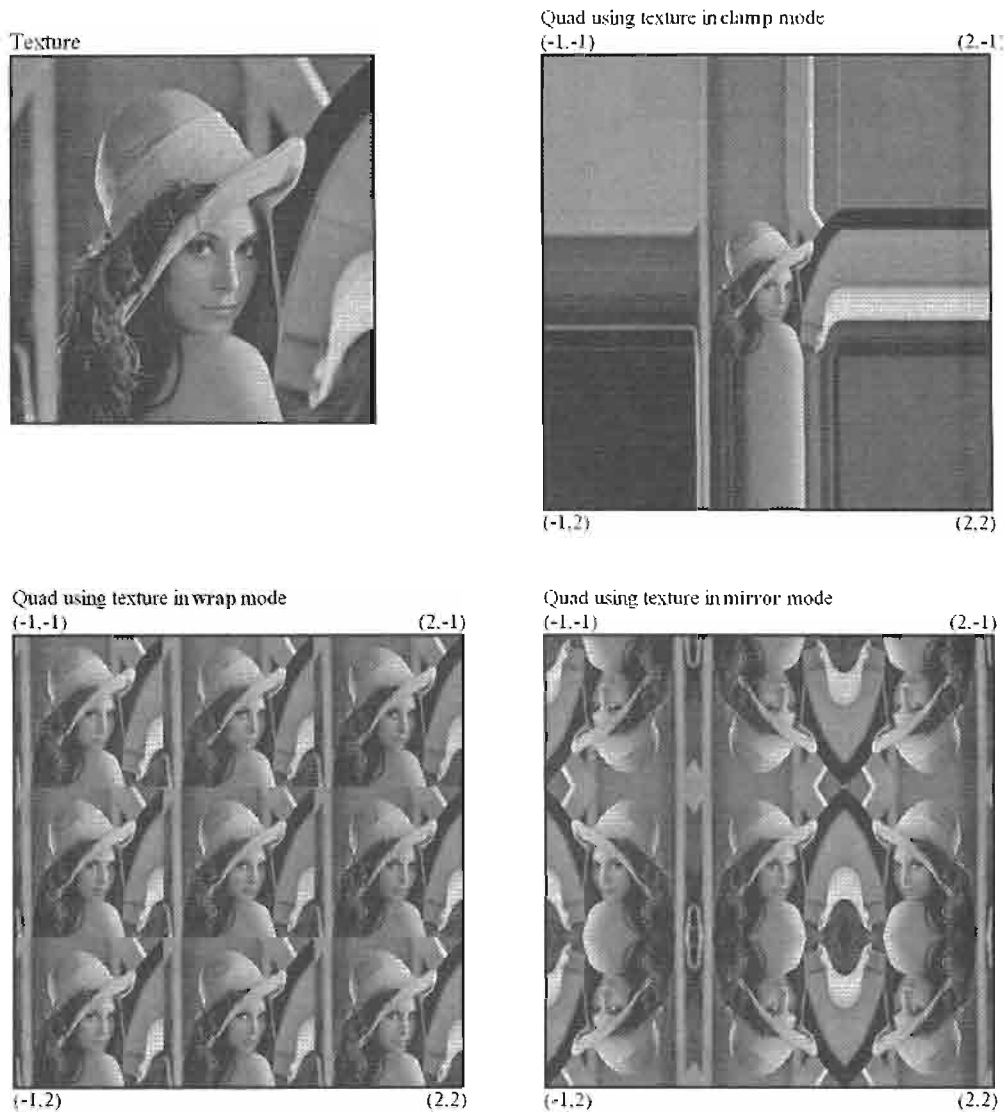 Texture
Quad using texture in clamp mode
(-1,-1) (2,-1)
(-1,2) (2,2)
Quad using texture in wrap mode
(-1,-1) (2,-1)
(-1,2) (2,2)
Quad using texture in mirror mode
(-1,-1) (2,-1)
(-1,2) (2,2)